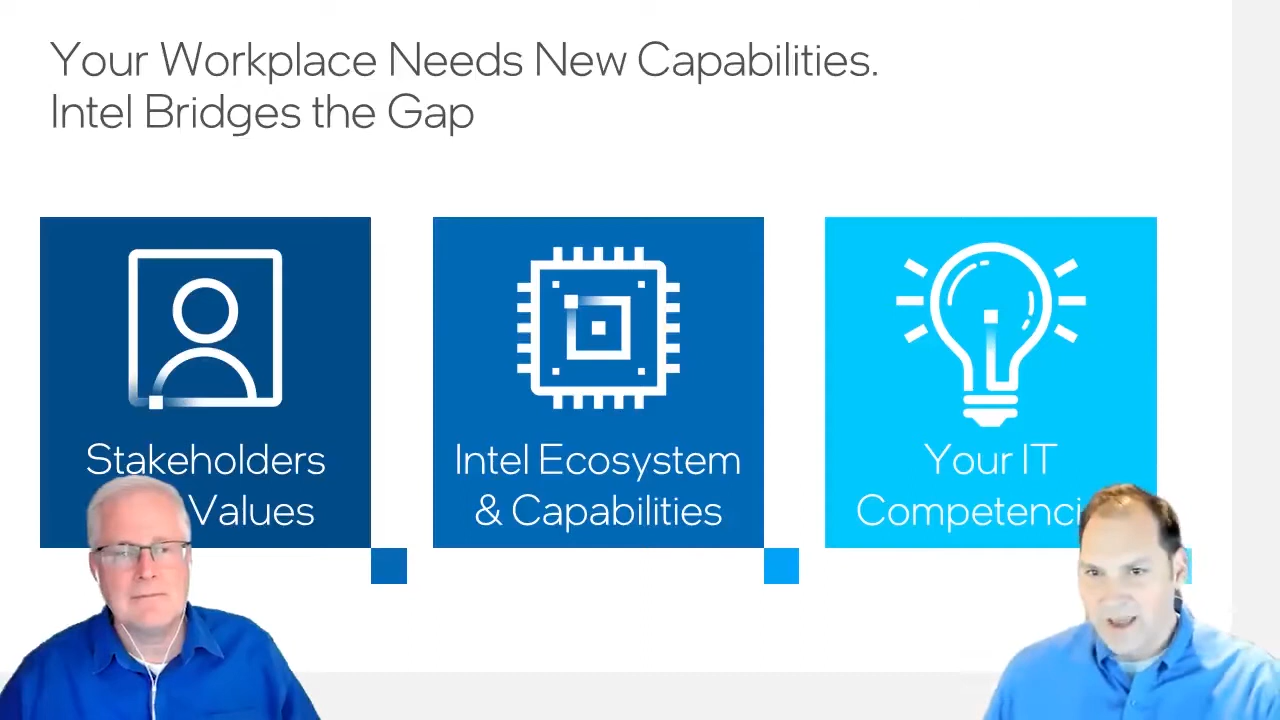 Your Workplace Needs New Capabilities.
Intel Bridges the Gap
Stakeholders
Values
Intel Ecosystem
& Capabilities
Your IT